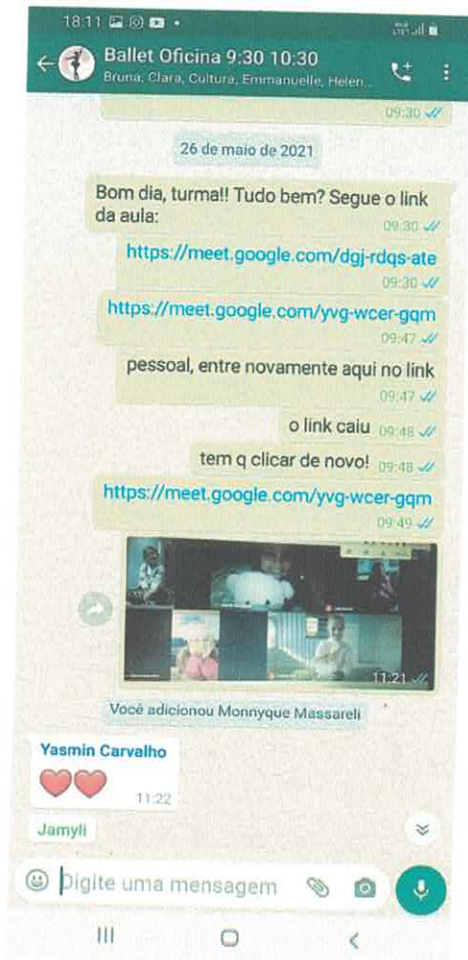 18:11
Ballet Oficina 9:30 10:30
Bruna, Clara, Cultura, Emmanuelle, Helen...
09:30
26 de maio de 2021
Bom dia, turma!! Tudo bem? Segue o link
da aula:
09:30
https://meet.google.com/dgj-rdqs-ate
09:30
https://meet.google.com/yvg-wcer-gqm
09:47
pessoal, entre novamente aqui no link
09:47
o link caiu 09:48
tem q clicar de novo! 09:48
https://meet.google.com/yvg-wcer-gqm
09:49
11:21
Você adicionou Monnyque Massareli
Yasmin Carvalho
11:22
Jamyli
Digite uma mensagem